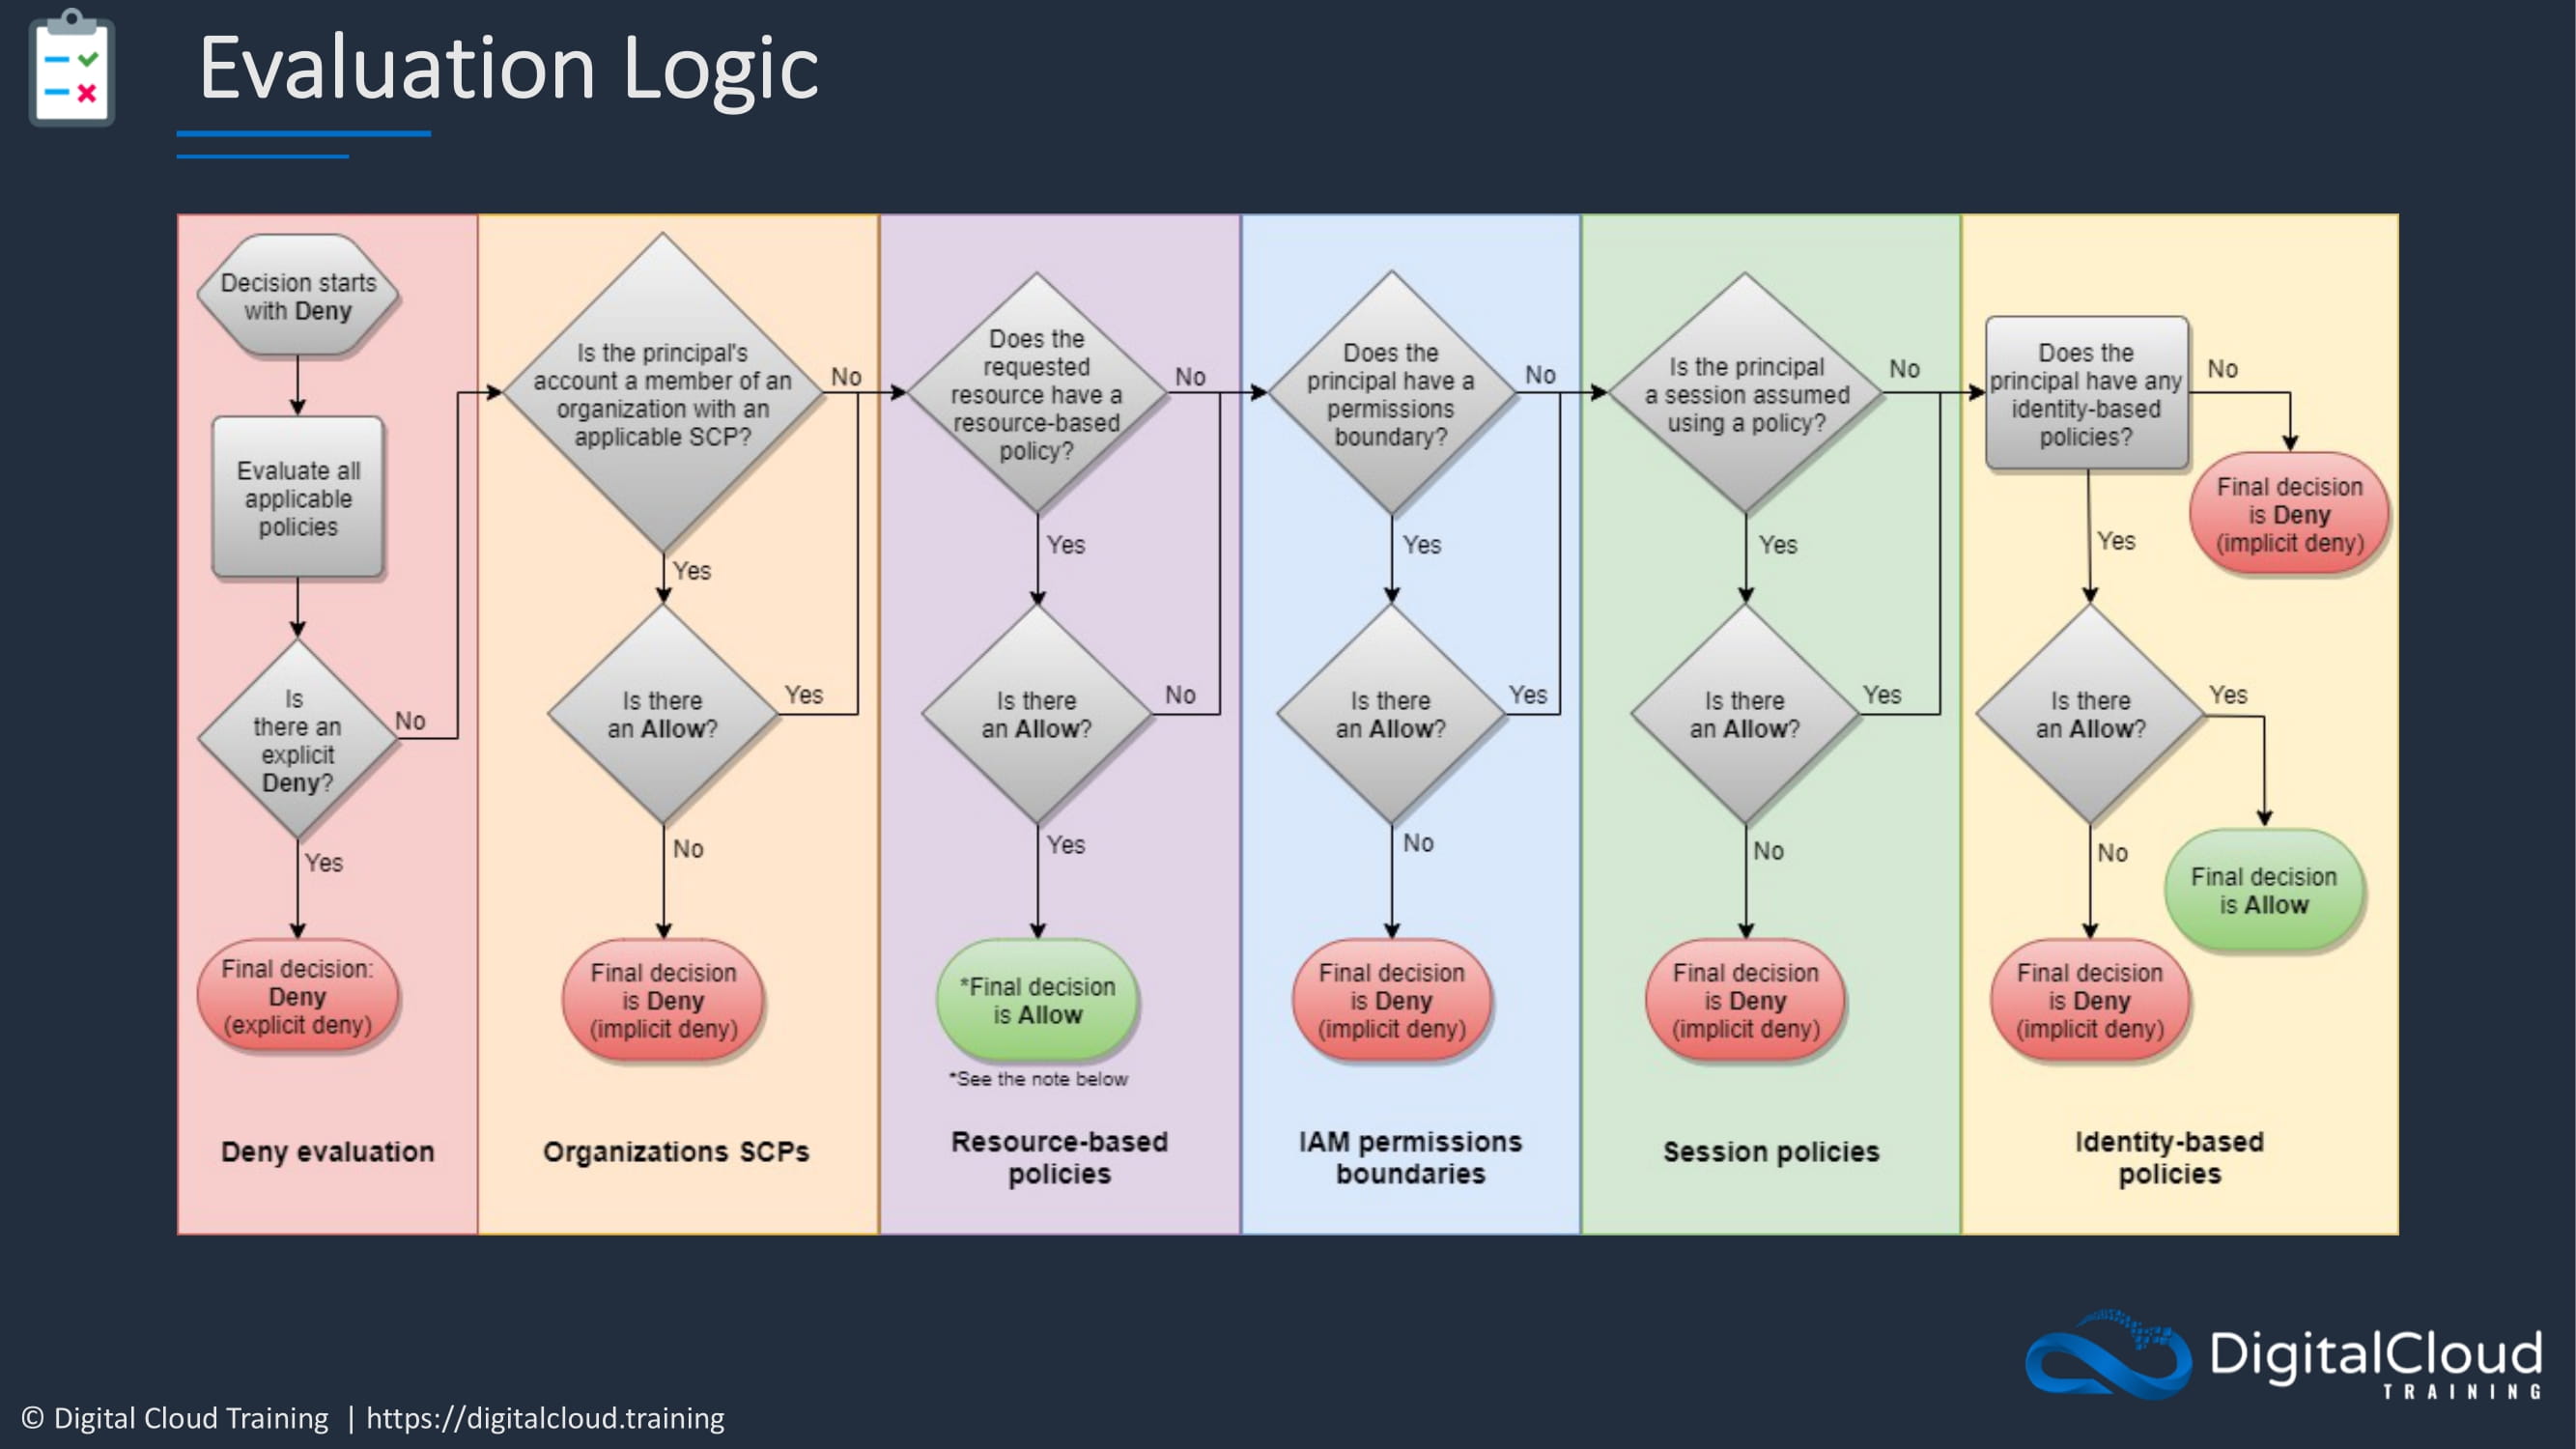 Evaluation Logic
Decision starts
with Deny
Evaluate all
applicable
policies
Is
there an
explicit
Deny?
No
Yes
Final decision:
Deny
(explicit deny)
Deny evaluation
Is the principal's
account a member of an
organization with an
applicable SCP?
No
Yes
Is there
an Allow?
Yes
No
Final decision
is Deny
(implicit deny)
Organizations SCPs
Does the
requested
resource have a
resource-based
policy?
No
Yes
Is there
an Allow?
No
Yes
*Final decision
is Allow
*See the note below
Resource-based
policies
Does the
principal have a
permissions
boundary?
No
Yes
Is there
an Allow?
Yes
No
Final decision
is Deny
(implicit deny)
IAM permissions
boundaries
Is the principal
a session assumed
using a policy?
No
Yes
Is there
an Allow?
Yes
No
Final decision
is Deny
(implicit deny)
Session policies
Does the
principal have any
identity-based
policies?
No
Final decision
is Deny
(implicit deny)
Yes
Is there
an Allow?
Yes
Final decision
is Allow
No
Final decision
is Deny
(implicit deny)
Identity-based
policies
DigitalCloud
TRAINING
© Digital Cloud Training | https://digitalcloud.training